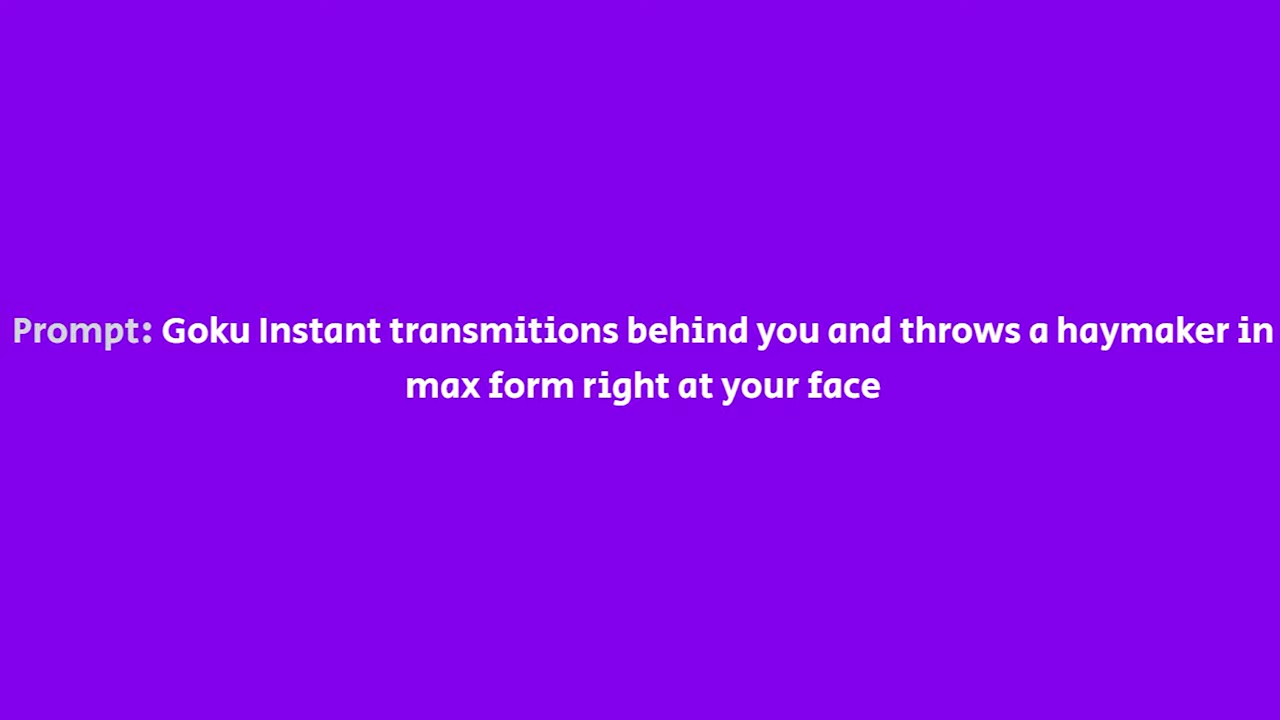 Prompt: Goku Instant transmitions behind you and throws a haymaker in
max form right at your face